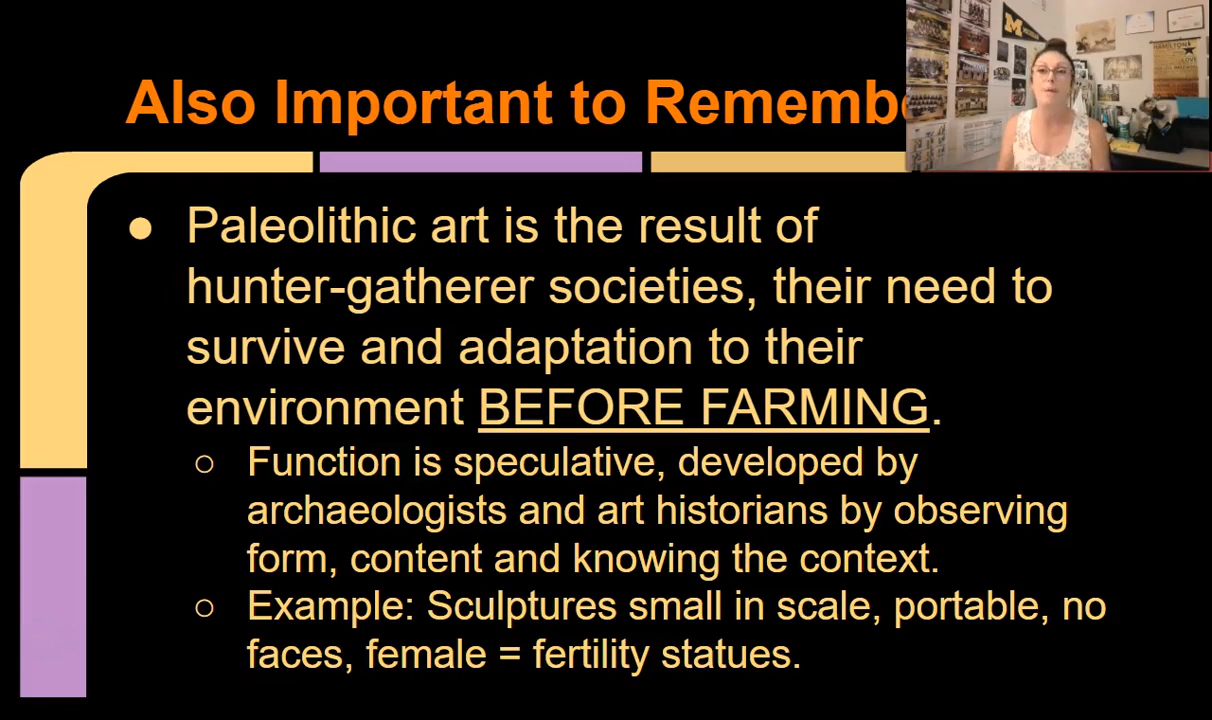 Also Important to Rememb
● Paleolithic art is the result of
hunter-gatherer societies, their need to
survive and adaptation to their
environment BEFORE FARMING.
○ Function is speculative, developed by
archaeologists and art historians by observing
form, content and knowing the context.
○ Example: Sculptures small in scale, portable, no
faces, female = fertility statues.
M
HAMILTON